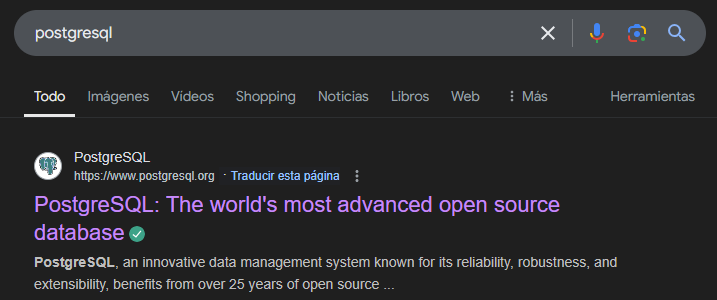 postgresql
Todo Imágenes Videos Shopping Noticias Libros Web Más Herramientas
PostgreSQL
https://www.postgresql.org · Traducir esta página
PostgreSQL: The world's most advanced open source
database
PostgreSQL, an innovative data management system known for its reliability, robustness, and
extensibility, benefits from over 25 years of open source ...